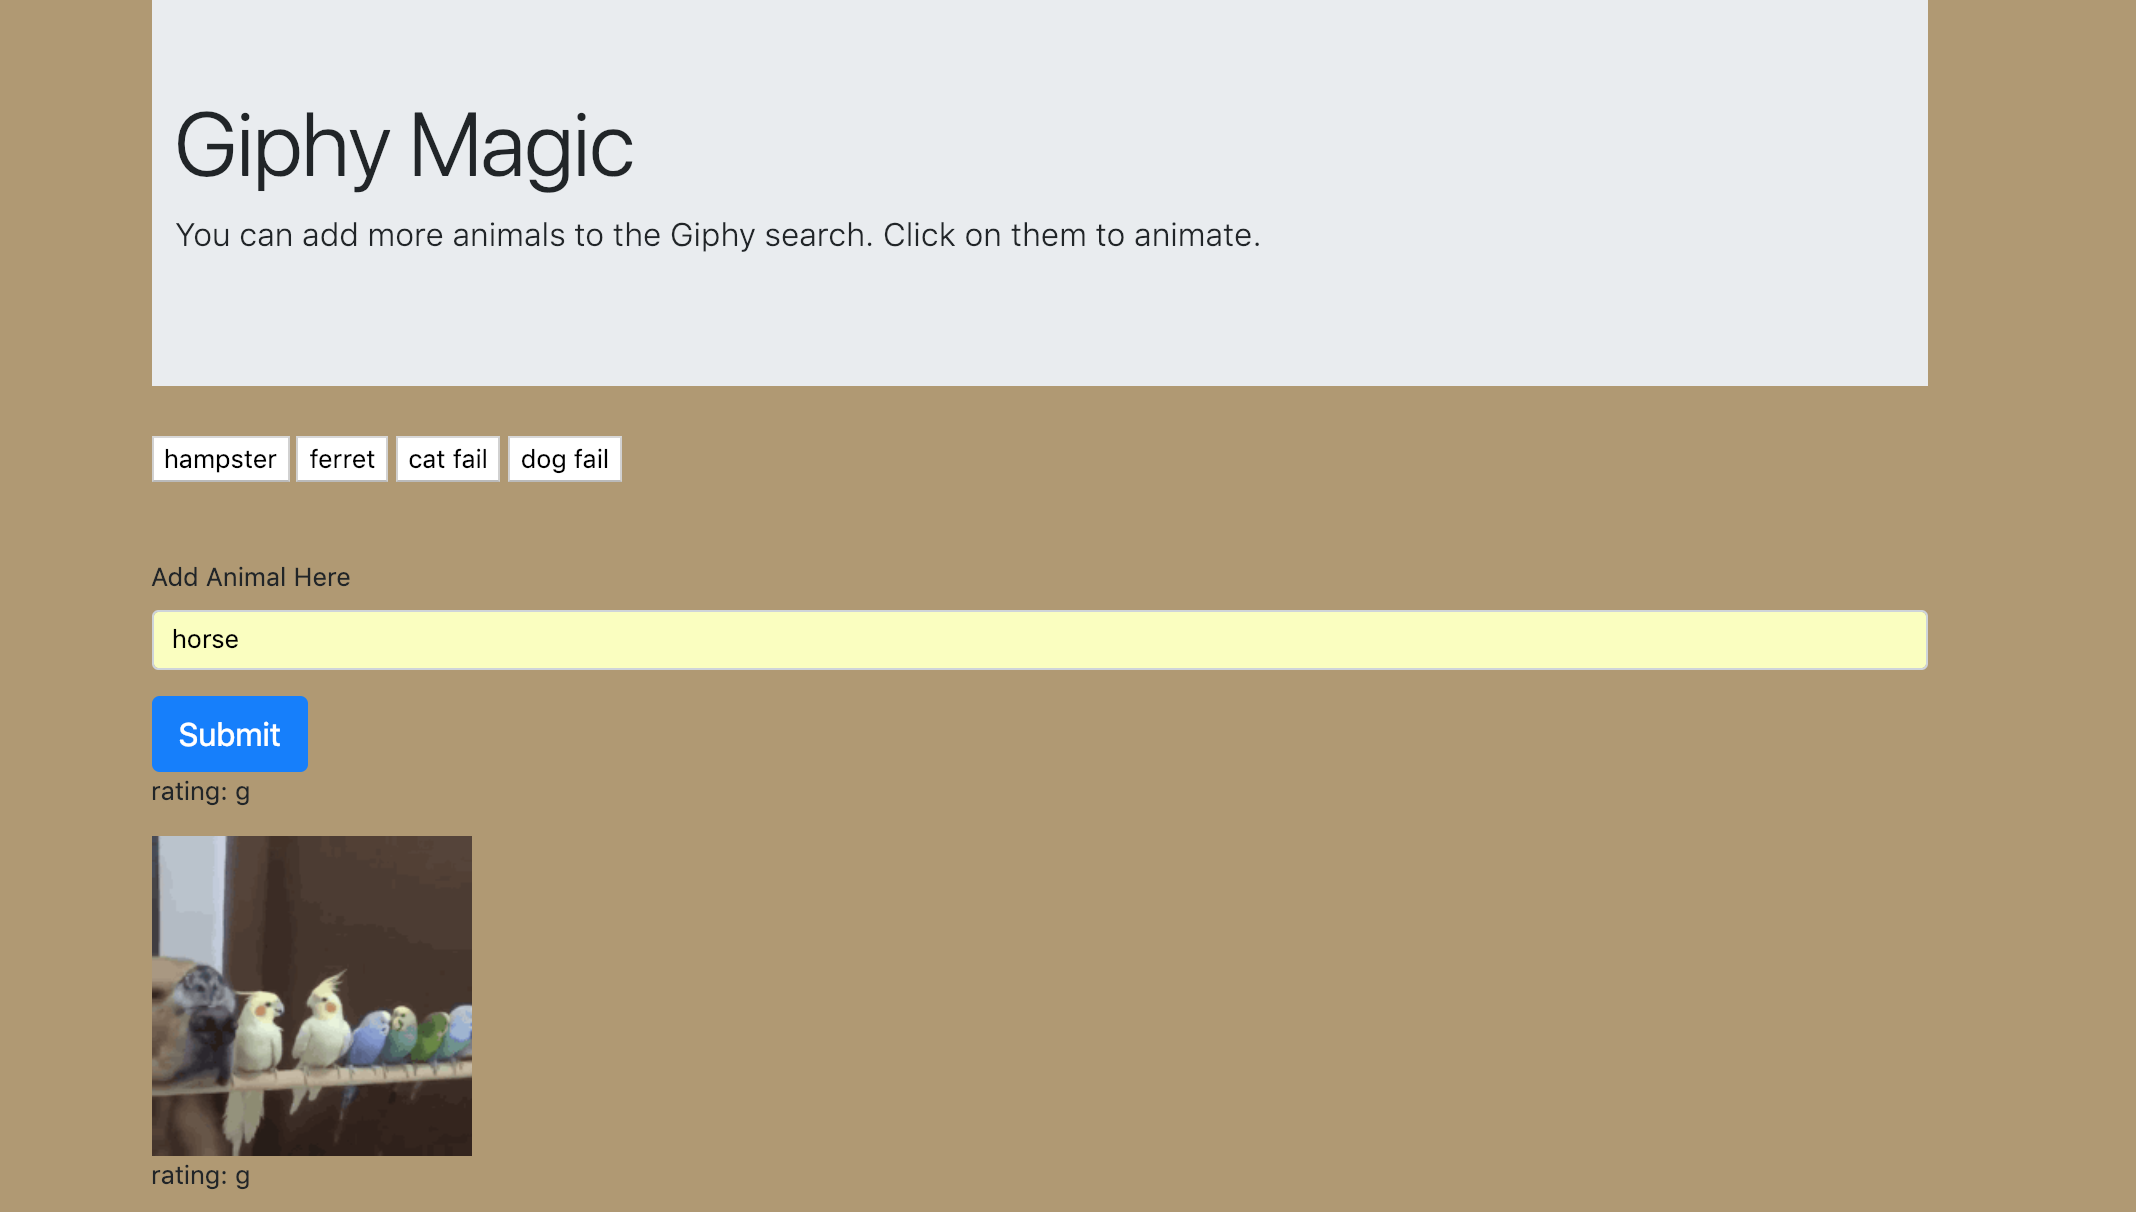 Giphy Magic
You can add more animals to the Giphy search. Click on them to animate.
hampster ferret cat fail dog fail
Add Animal Here
horse
Submit
rating: g
rating: g